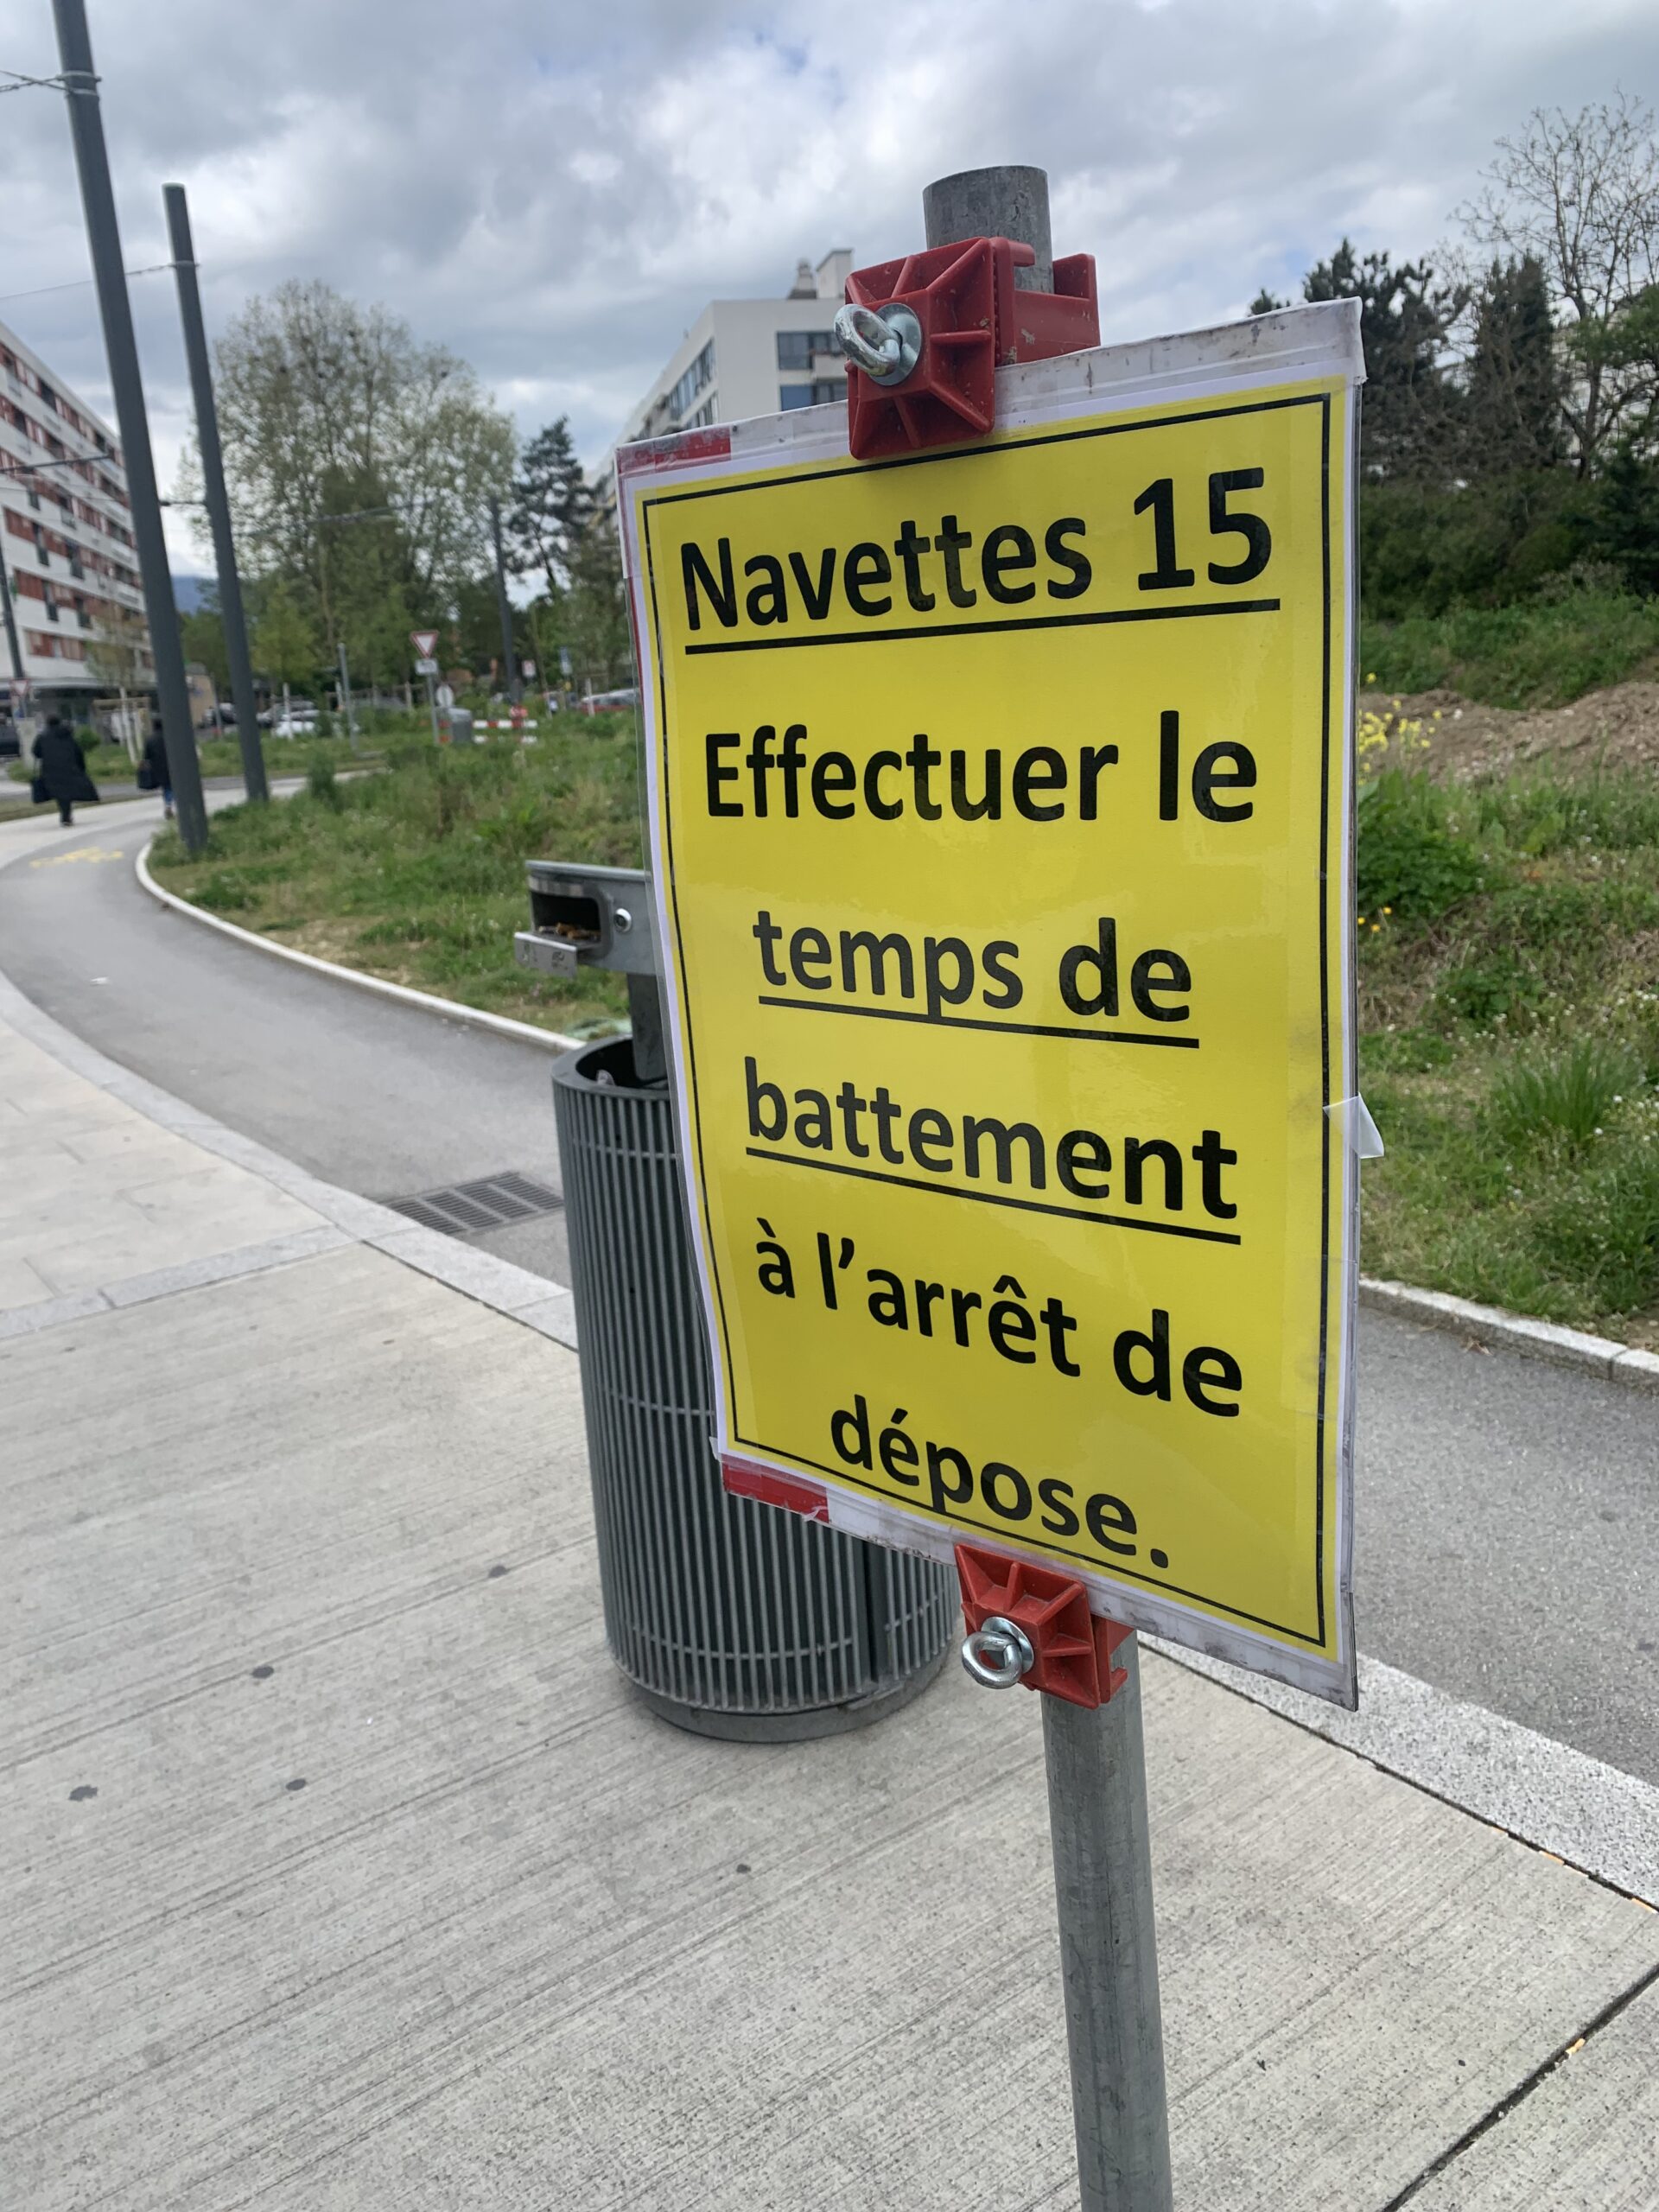 Navettes 15
Effectuer le
temps de
battement
à l'arrêt de
dépose.